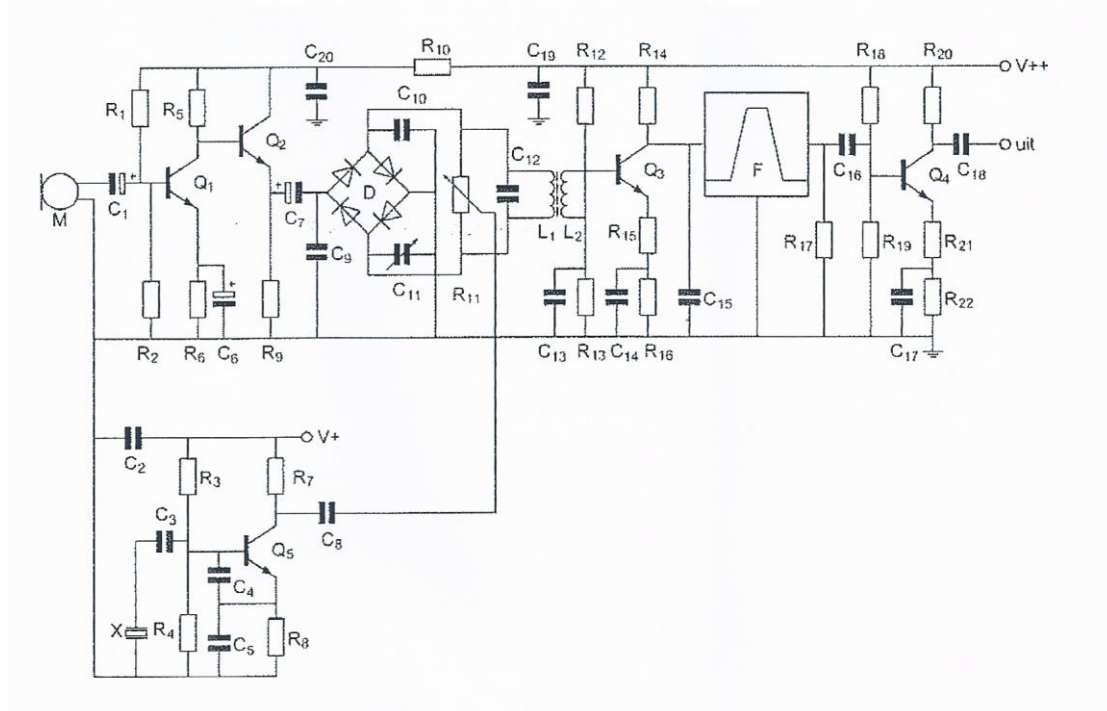 C20 R10 C19 R12 R14 R18 R20
V++
C10
R1 R5
Q2 C12 uit
Q1 D Q3 F C16 Q4 C18
M C1 C7
+ + +
C9 L1 L2 R15 R17 R19 R21
C11 R11 C15 R22
R2 R6 C6 R9 C13 R13 C14 R16 C17
V+
C2 R3 R7
C3 C8
Q5
C4
X R4 C5 R8